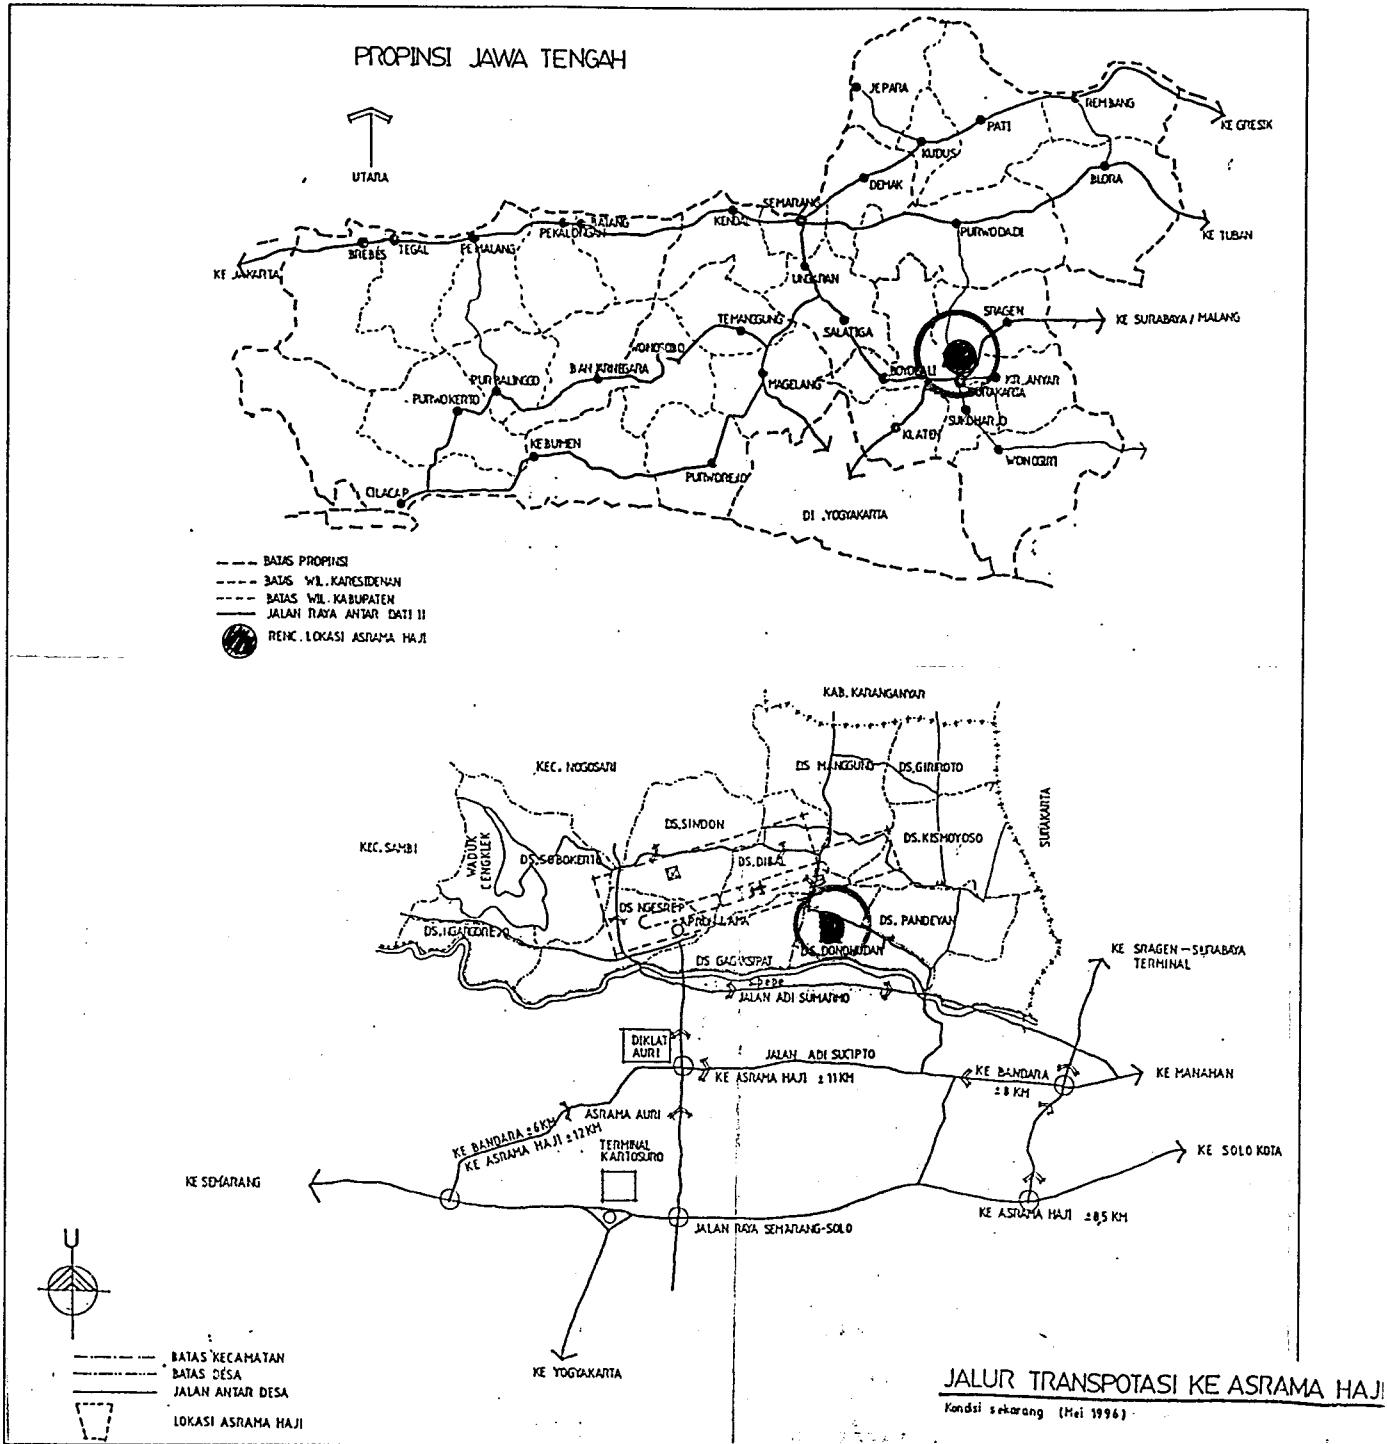 PROPINSI JAWA TENGAH
UTARA
JEPARA
REMBANG
PATI
KE GRESIK
KUDUS
DEMAK
BLORA
SEMARANG
KENDAL
BATANG
PEKALONGAN
PURWODADI
KE TUBAN
PEMALANG
TEGAL
BREBES
KE JAKARTA
UNGARAN
SRAGEN
KE SURABAYA / MALANG
TEMANGGUNG
SALATIGA
WONOSOBO
BANJARNEGARA
BOYOLALI
KR. ANYAR
PURBALINGGO
MAGELANG
SURAKARTA
PURWOKERTO
SUKOHARJO
KLATEN
KEBUMEN
WONOGIRI
PURWOREJO
CILACAP
DI . YOGYAKARTA
BATAS PROPINSI
BATAS WIL. KARESIDENAN
BATAS WIL. KABUPATEN
JALAN RAYA ANTAR DATI II
RENC. LOKASI ASRAMA HAJI
KAB. KARANGANYAR
KEC. NOGOSARI
DS MANGGUNG
DS, GIRIROTO
SURAKARTA
DS.SINDON
DS. KISMOYOSO
KEC. SAMBI
WADUK
CENGKLEK
DS. SOBOKERTO
DS. DIBAL
DS NGESREP
APRON LAMA
DS. PANDEYAN
DS. DONOHUDAN
DS GAGAKSIPAT
KE SRAGEN - SURABAYA
TERMINAL
JALAN ADI SUMARMO
DIKLAT
AURI
JALAN ADI SUCIPTO
KE ASRAMA HAJI ± 11 KM
KE BANDARA
± 8 KM
KE MANAHAN
ASRAMA AURI
KE BANDARA ± 6 KM
KE ASRAMA HAJI ± 12 KM
TERMINAL
KARTOSURO
KE SOLO KOTA
KE SEMARANG
KE ASRAMA HAJI ± 8,5 KM
JALAN RAYA SEMARANG-SOLO
U
KE YOGYAKARTA
BATAS KECAMATAN
BATAS DESA
JALAN ANTAR DESA
LOKASI ASRAMA HAJI
JALUR TRANSPOTASI KE ASRAMA HAJI
Kondsi sekarang (Mei 1996)